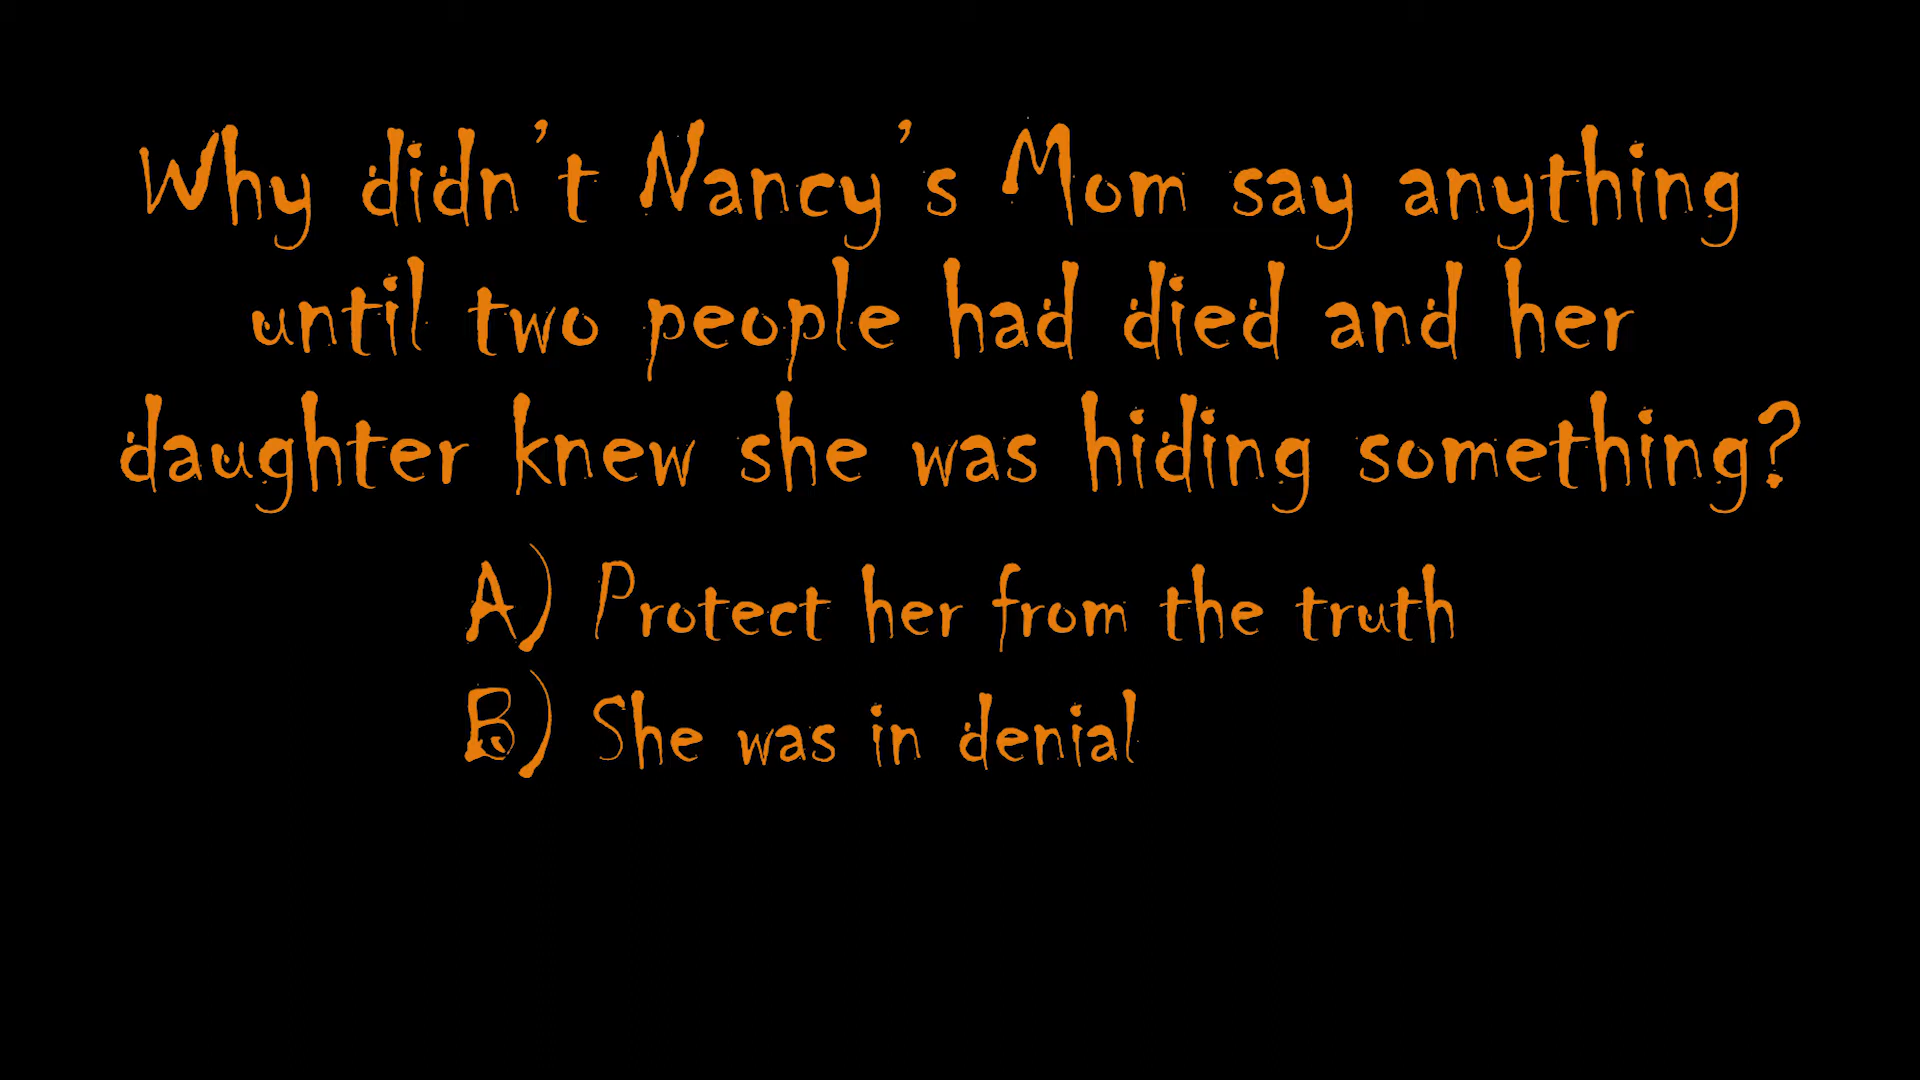 Why didn't Nancy's Mom say anything
until two people had died and her
daughter knew she was hiding something?
A) Protect her from the truth
B) She was in denial